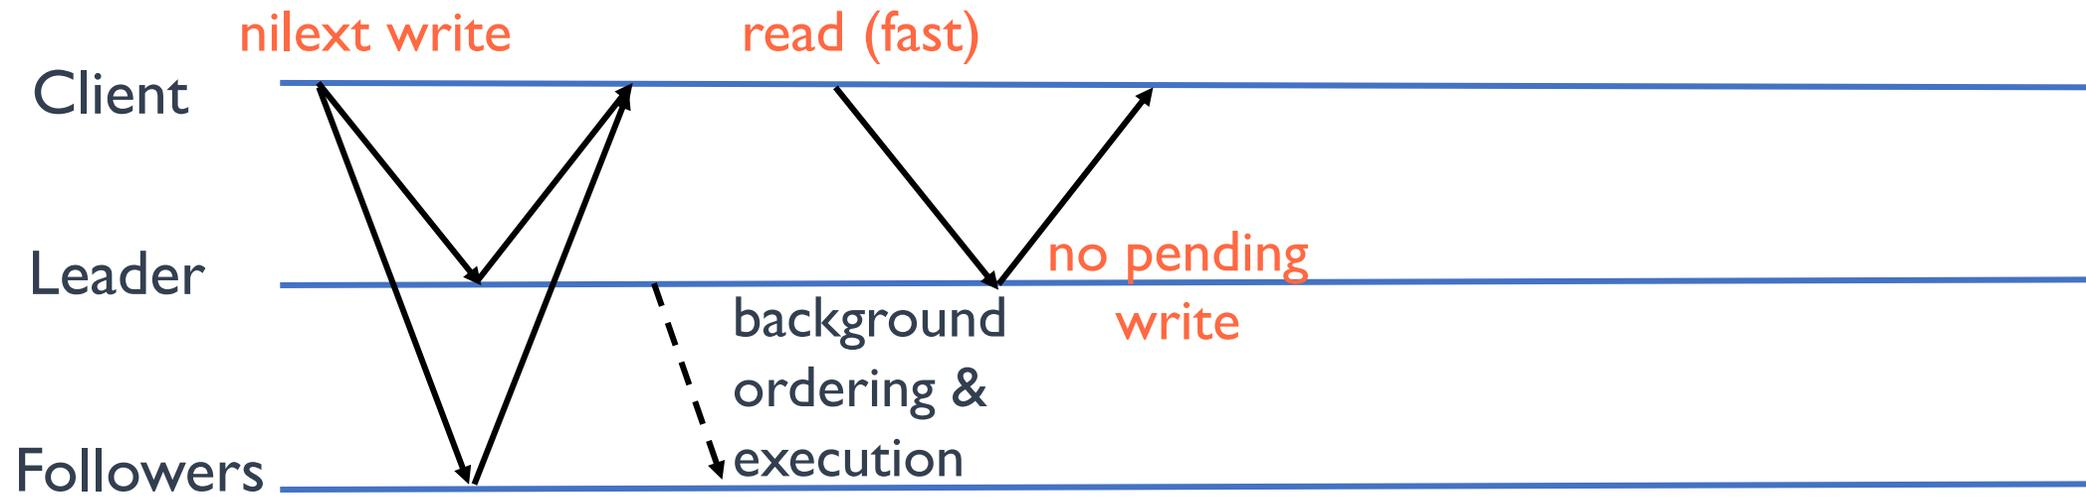 nilext write
read (fast)
Client
Leader
no pending
write
background
ordering &
execution
Followers